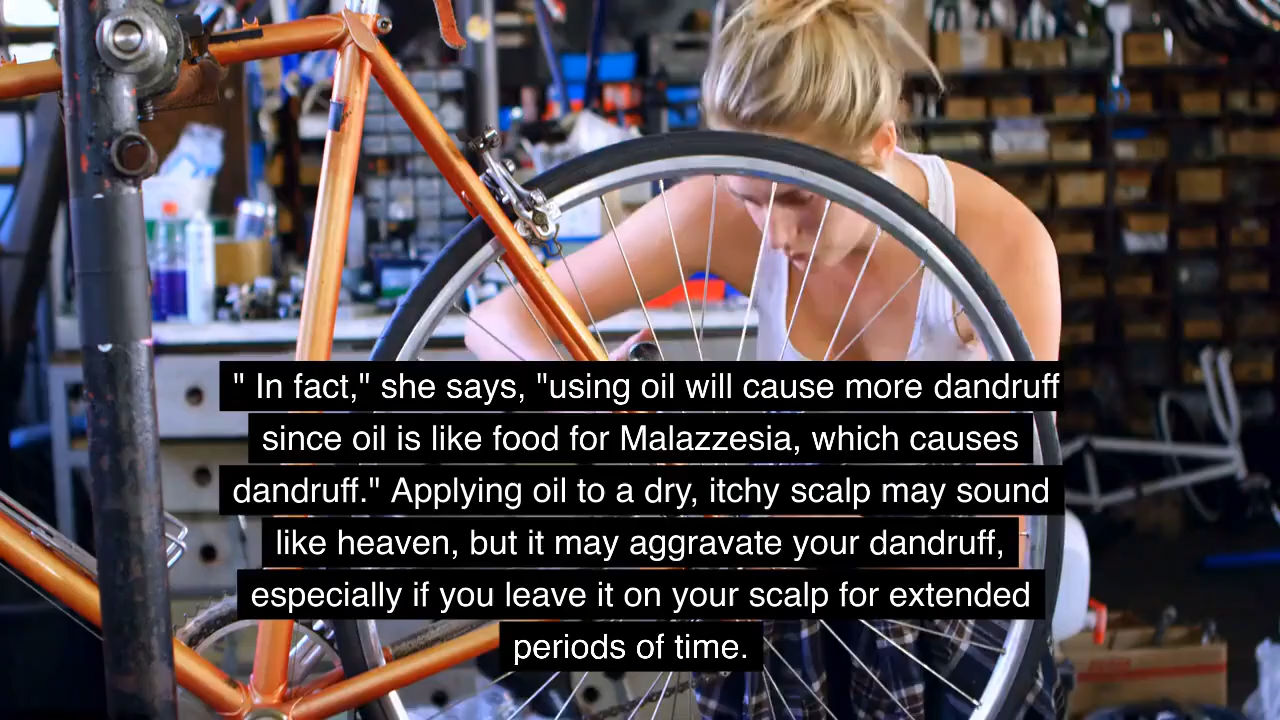 " In fact," she says, "using oil will cause more dandruff
since oil is like food for Malazzesia, which causes
dandruff." Applying oil to a dry, itchy scalp may sound
like heaven, but it may aggravate your dandruff,
especially if you leave it on your scalp for extended
periods of time.